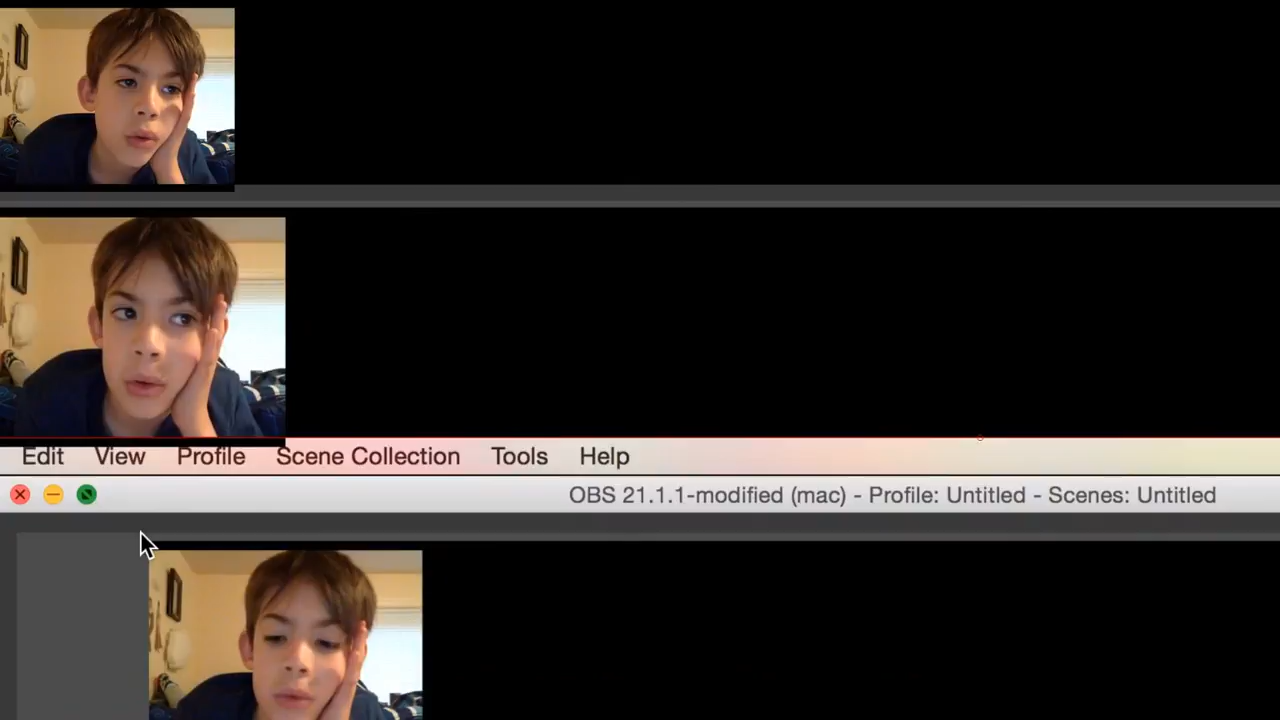 Edit View Profile Scene Collection Tools Help
OBS 21.1.1-modified (mac) - Profile: Untitled - Scenes: Untitled